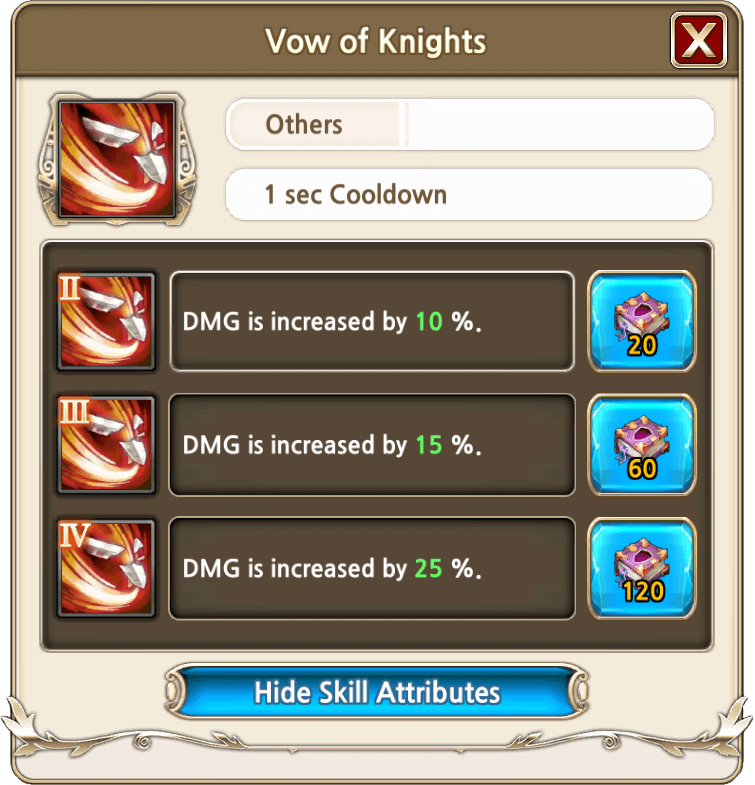 Vow of Knights
X
Others
1 sec Cooldown
II
DMG is increased by 10 %.
20
III
DMG is increased by 15 %.
60
IV
DMG is increased by 25 %.
120
Hide Skill Attributes